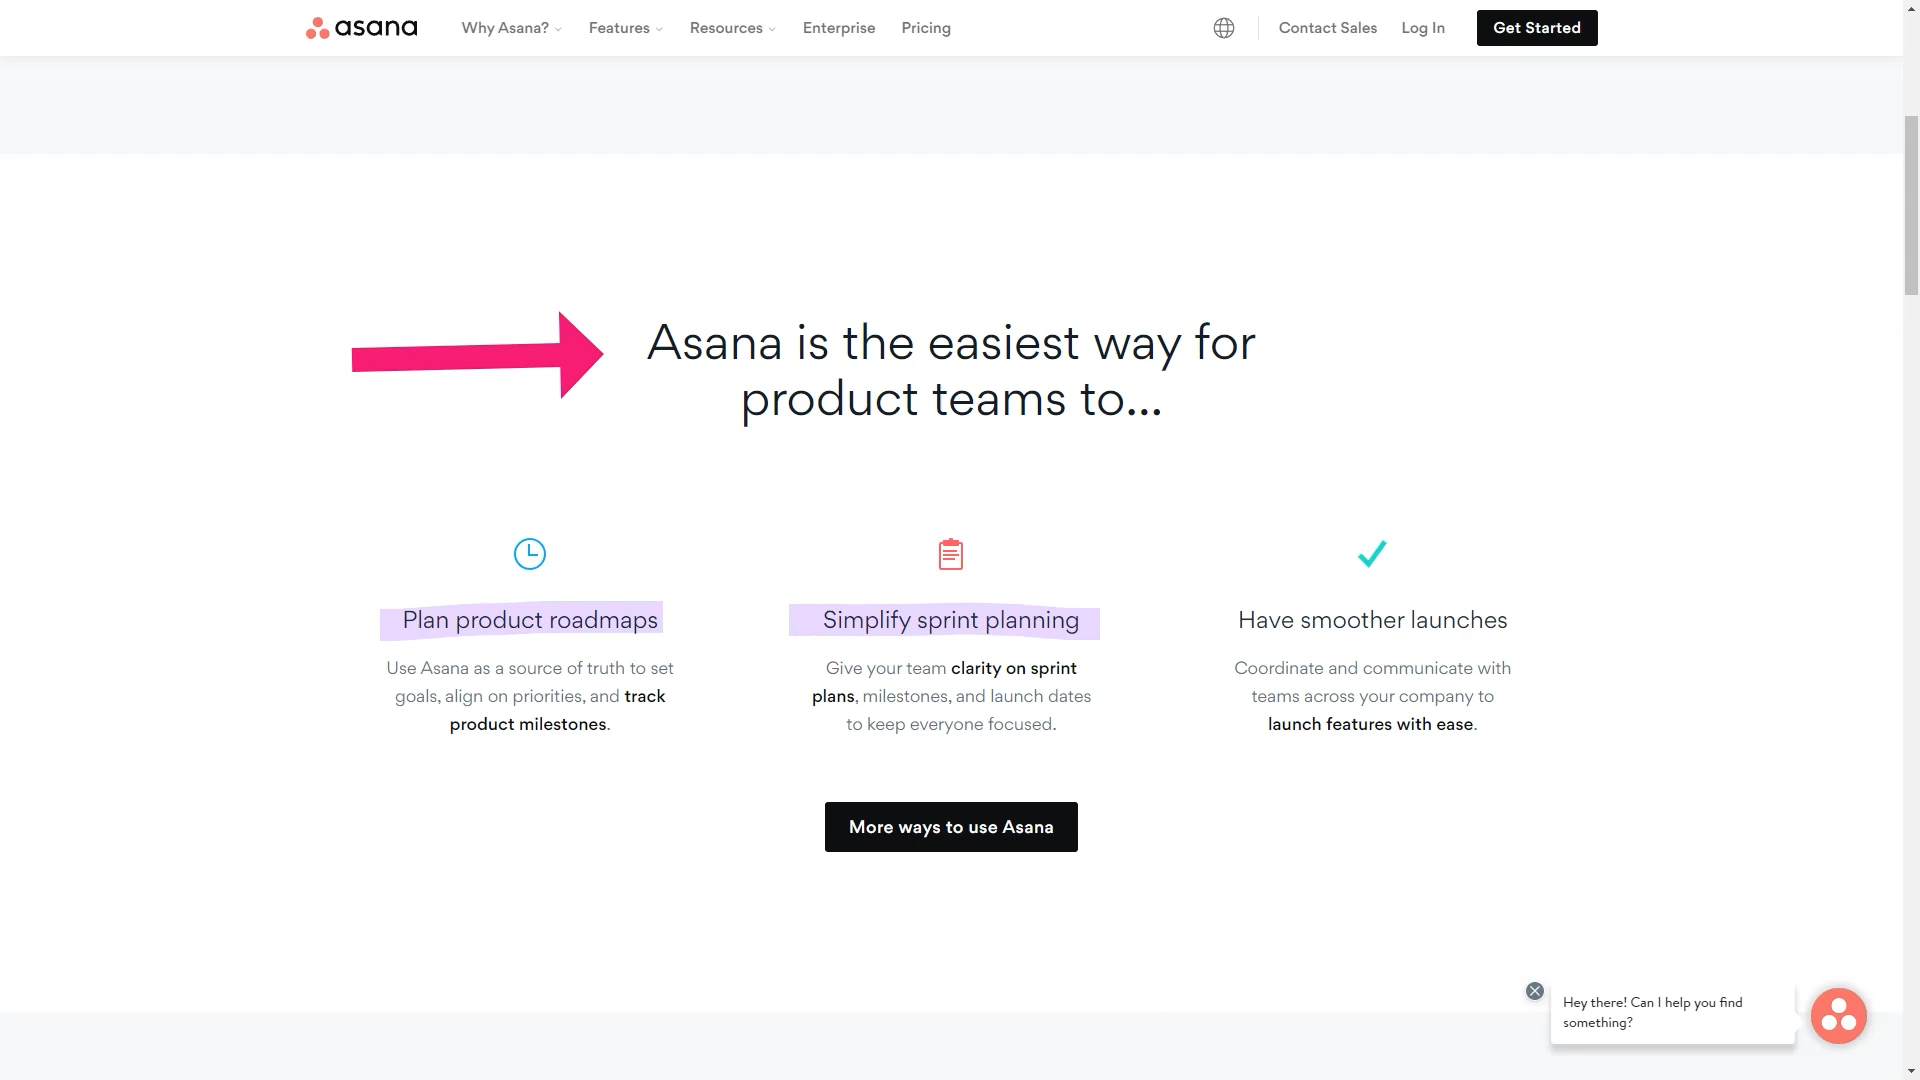 asana
Why Asana?
Features
Resources
Enterprise
Pricing
Contact Sales
Log In
Get Started
Asana is the easiest way for
product teams to...
Plan product roadmaps
Use Asana as a source of truth to set
goals, align on priorities, and track
product milestones.
Simplify sprint planning
Give your team clarity on sprint
plans, milestones, and launch dates
to keep everyone focused.
Have smoother launches
Coordinate and communicate with
teams across your company to
launch features with ease.
More ways to use Asana
Hey there! Can I help you find
something?